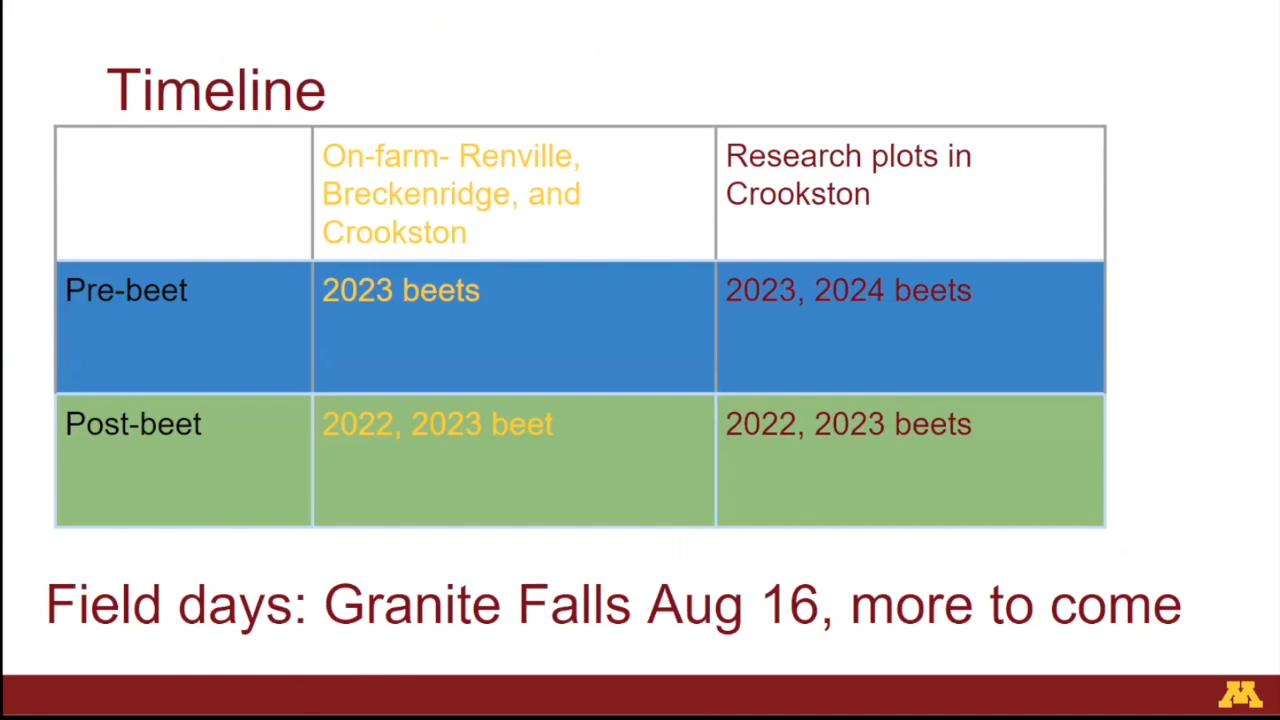 Timeline
On-farm- Renville,
Breckenridge, and
Crookston
Research plots in
Crookston
Pre-beet
2023 beets
2023, 2024 beets
Post-beet
2022, 2023 beet
2022, 2023 beets
Field days: Granite Falls Aug 16, more to come
M